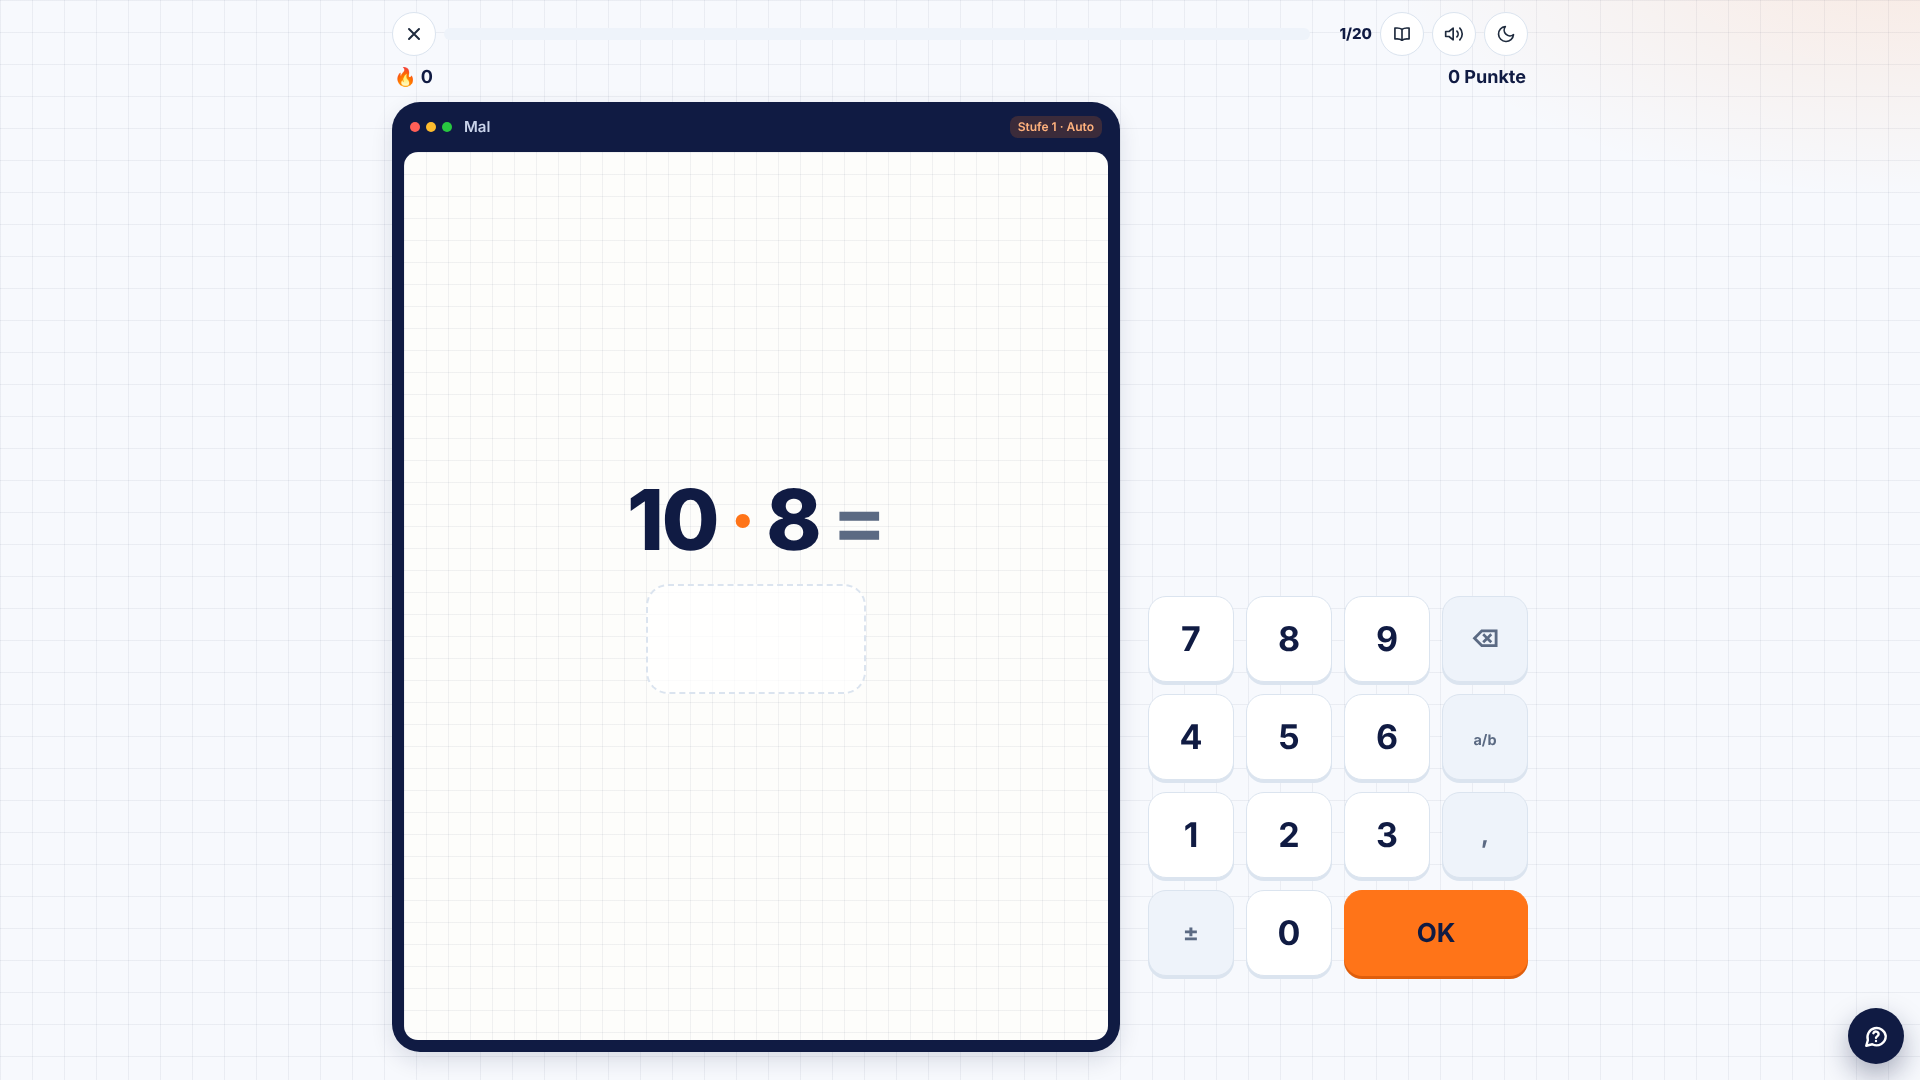 1/20
🔥 0
0 Punkte
Mal
Stufe 1 · Auto
10 · 8 =
7 8 9
4 5 6 a/b
1 2 3 ,
± 0 OK